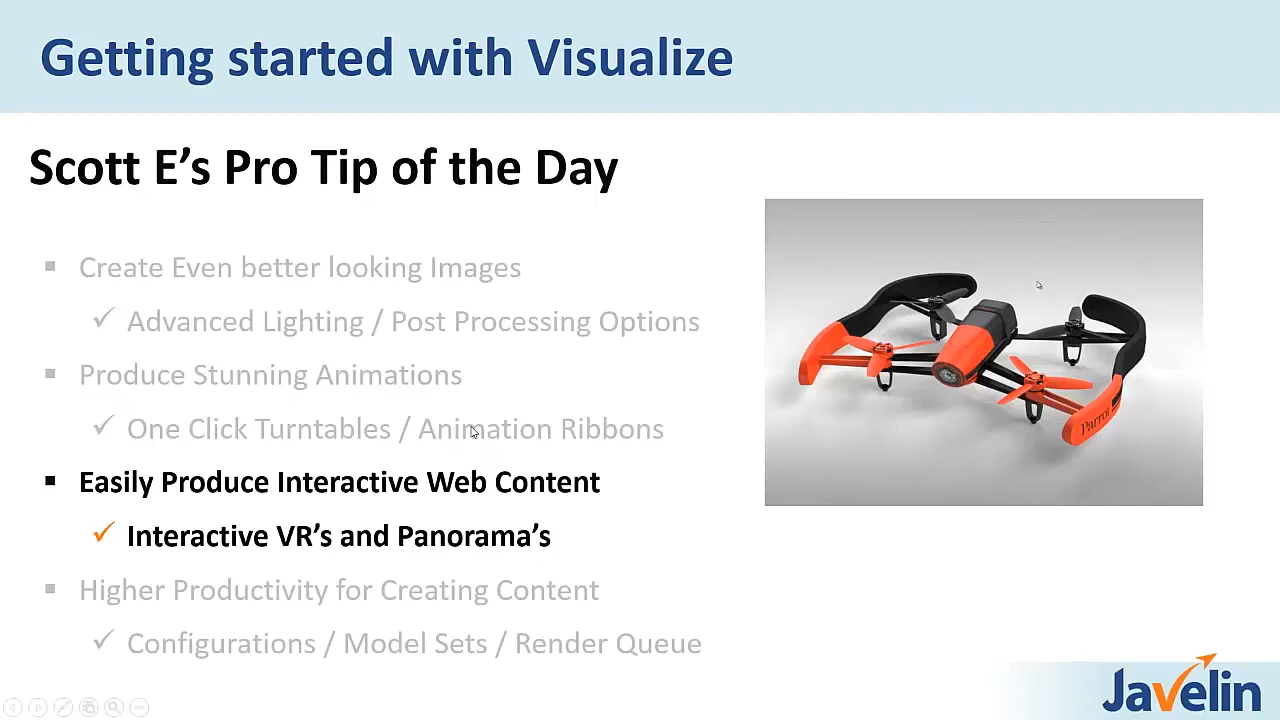 Getting started with Visualize
Scott E’s Pro Tip of the Day
Create Even better looking Images
Advanced Lighting / Post Processing Options
Produce Stunning Animations
One Click Turntables / Animation Ribbons
Easily Produce Interactive Web Content
Interactive VR’s and Panorama’s
Higher Productivity for Creating Content
Configurations / Model Sets / Render Queue
Parrot
Javelin